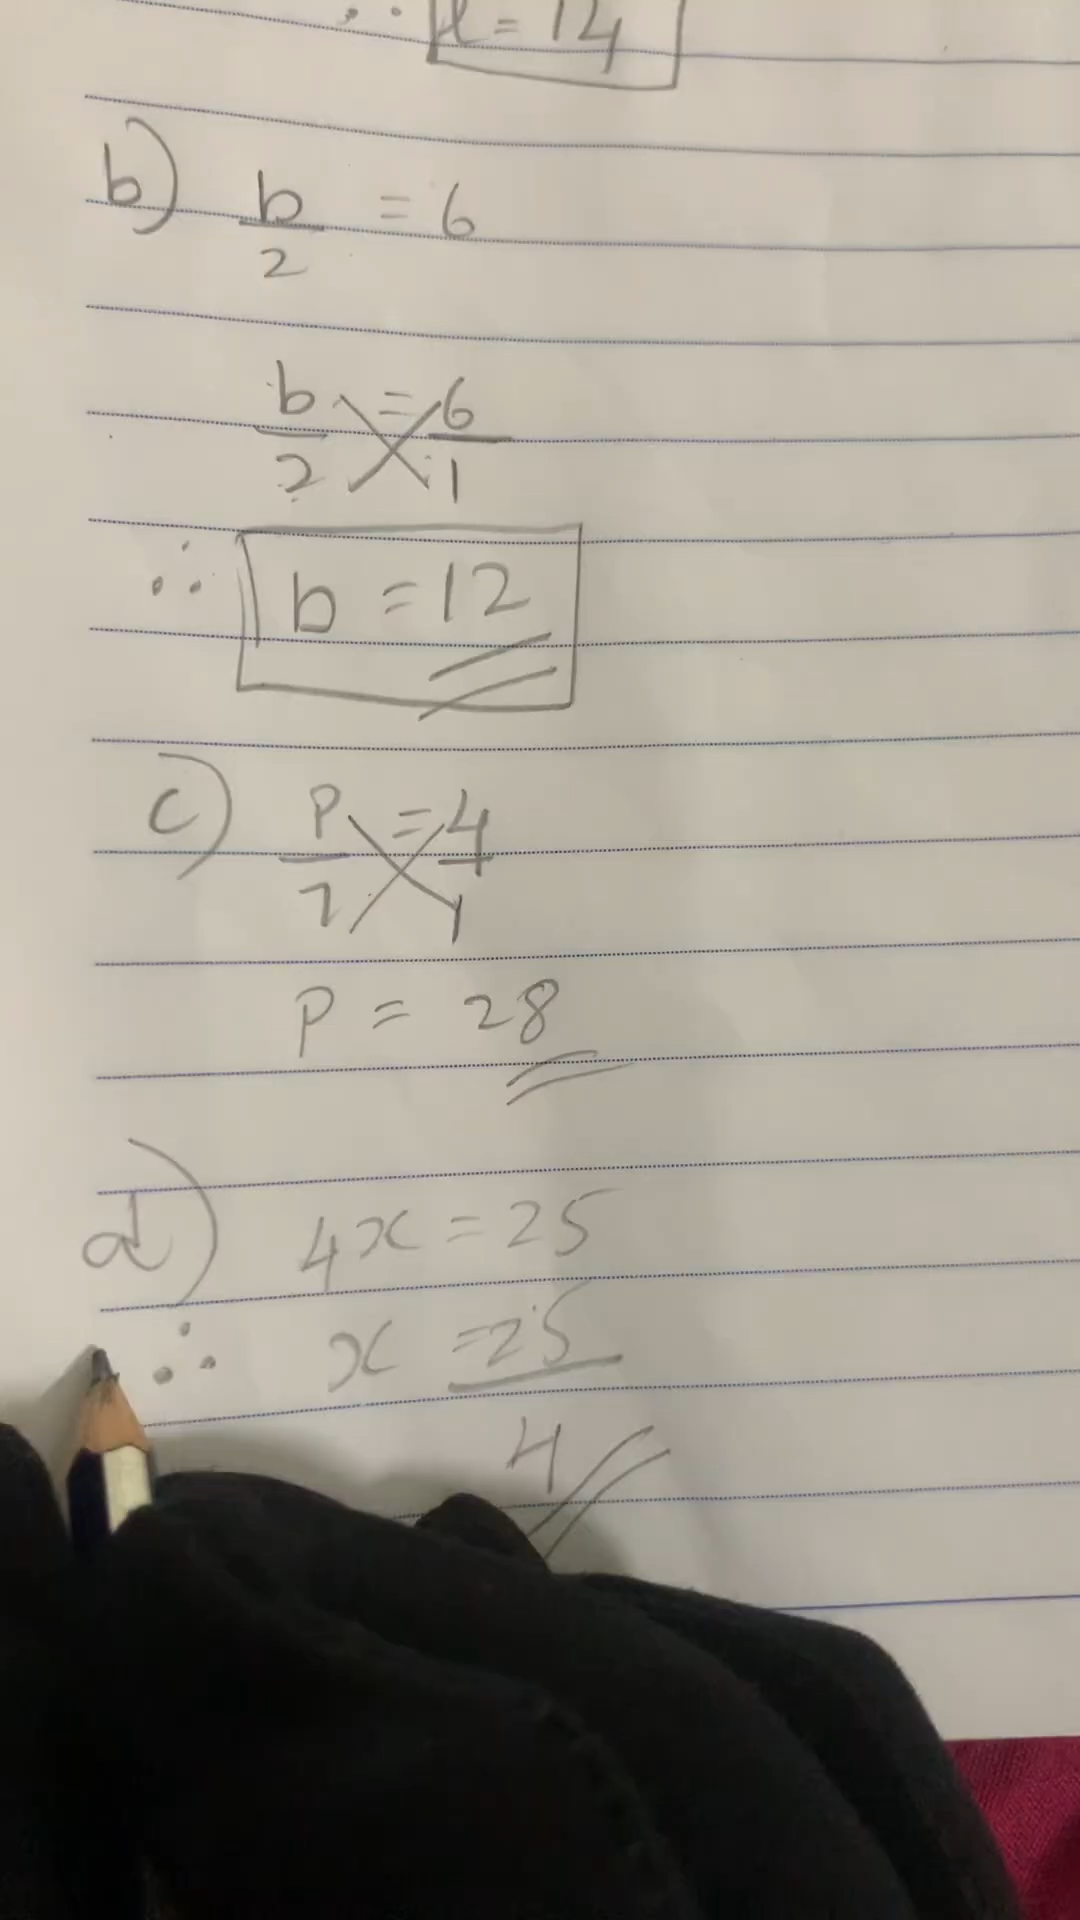 = 14
b) b/2 = 6
b/2 = 6/1
∴ b = 12
c) P/7 = 4/1
P = 28
d) 4x = 25
∴ x = 25/4